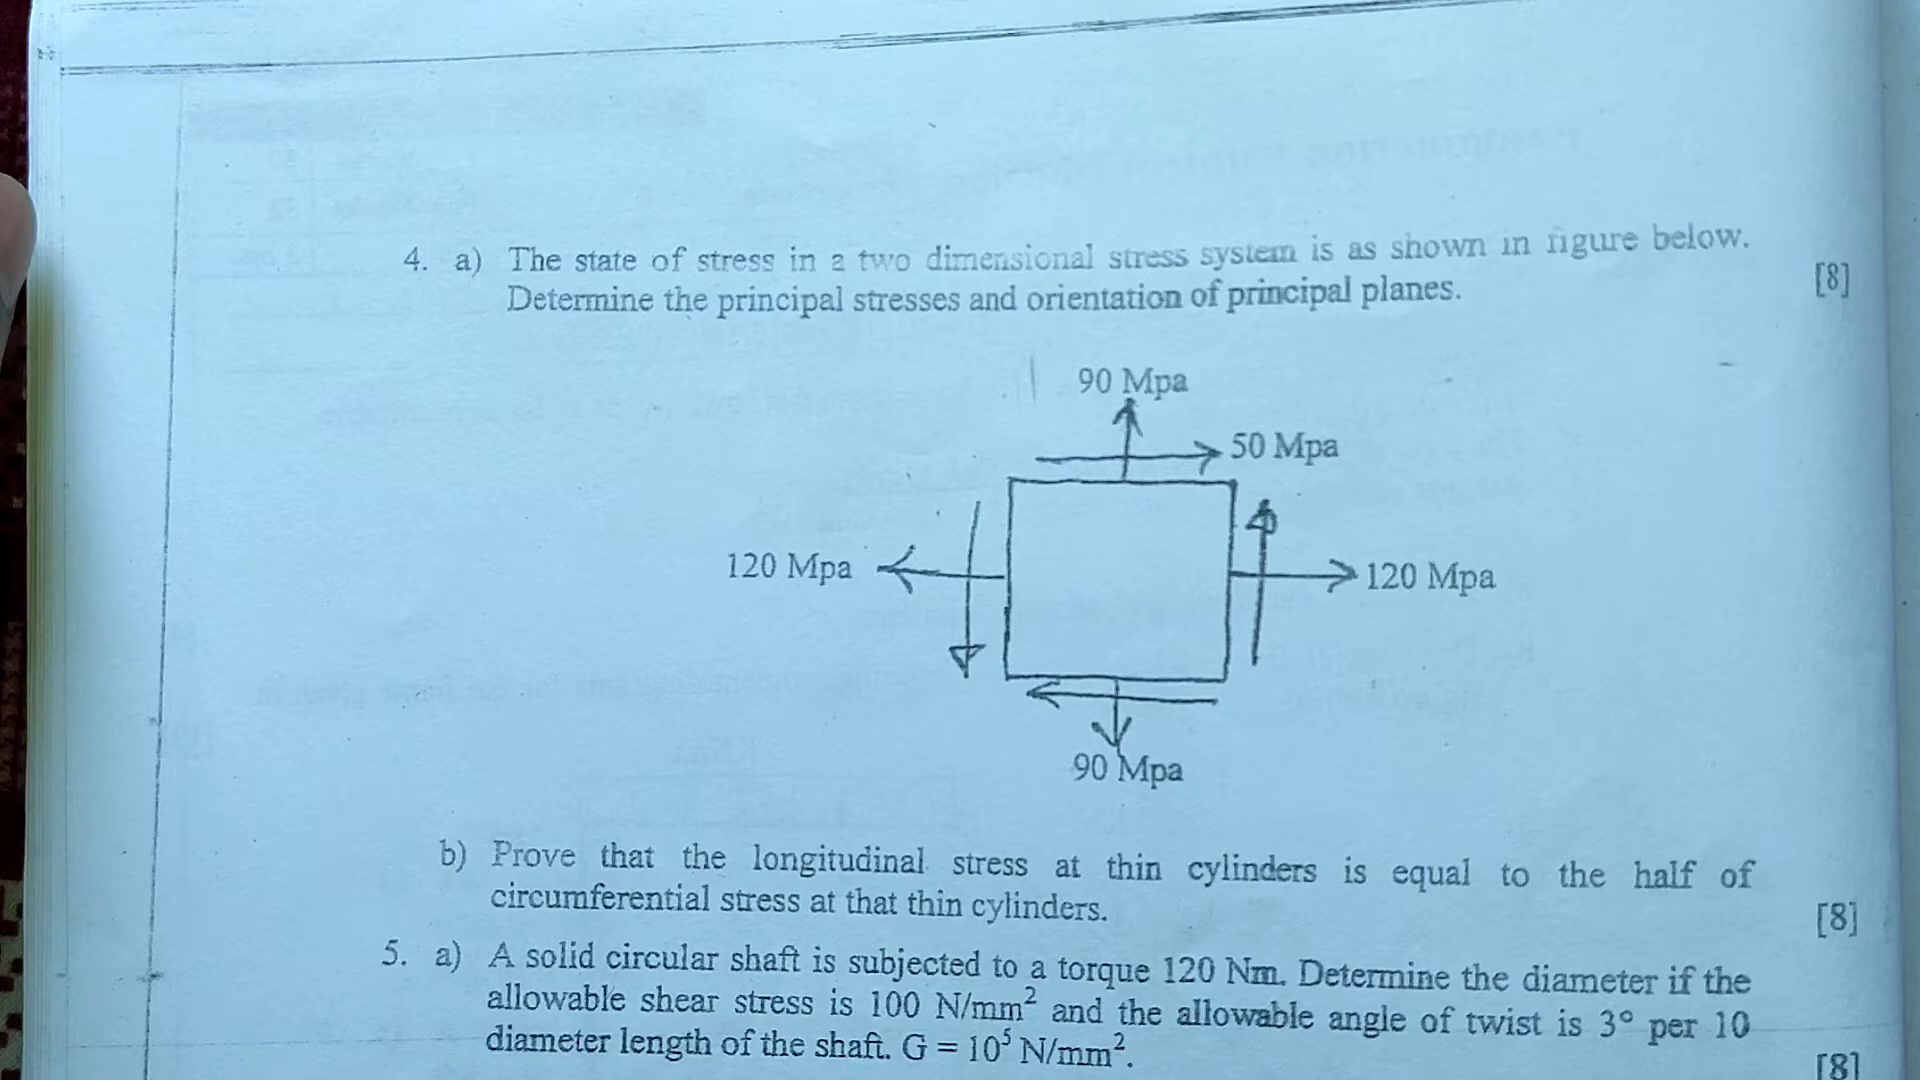 4. a) The state of stress in a two dimensional stress system is as shown in figure below.
Determine the principal stresses and orientation of principal planes. [8]
90 Mpa
50 Mpa
120 Mpa
120 Mpa
90 Mpa
b) Prove that the longitudinal stress at thin cylinders is equal to the half of
circumferential stress at that thin cylinders. [8]
5. a) A solid circular shaft is subjected to a torque 120 Nm. Determine the diameter if the
allowable shear stress is 100 N/mm² and the allowable angle of twist is 3° per 10
diameter length of the shaft. G = 10⁵ N/mm². [8]